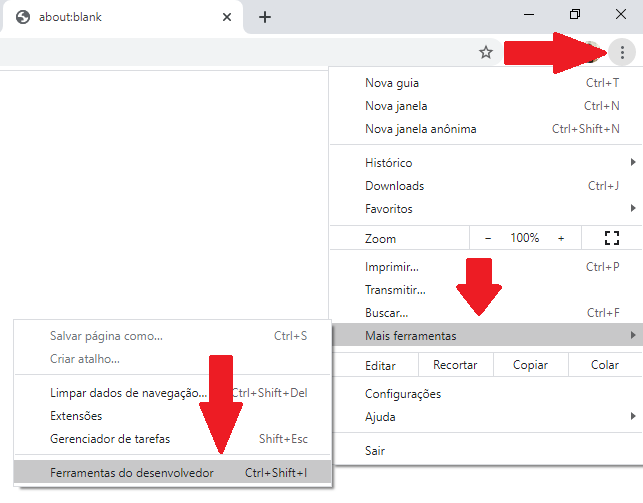 about:blank
Nova guia Ctrl+T
Nova janela Ctrl+N
Nova janela anônima Ctrl+Shift+N
Histórico
Downloads Ctrl+J
Favoritos
Zoom − 100% +
Imprimir... Ctrl+P
Transmitir...
Buscar... Ctrl+F
Mais ferramentas
Editar Recortar Copiar Colar
Configurações
Ajuda
Sair
Salvar página como... Ctrl+S
Criar atalho...
Limpar dados de navegação... Ctrl+Shift+Del
Extensões
Gerenciador de tarefas Shift+Esc
Ferramentas do desenvolvedor Ctrl+Shift+I